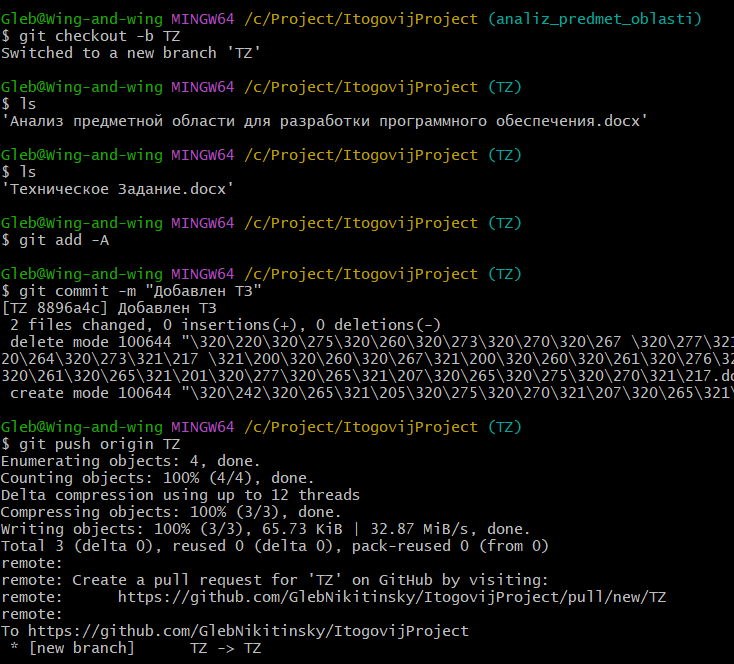 Gleb@Wing-and-wing MINGW64 /c/Project/ItogovijProject (analiz_predmet_oblasti)
$ git checkout -b TZ
Switched to a new branch 'TZ'
Gleb@Wing-and-wing MINGW64 /c/Project/ItogovijProject (TZ)
$ ls
'Анализ предметной области для разработки программного обеспечения.docx'
Gleb@Wing-and-wing MINGW64 /c/Project/ItogovijProject (TZ)
$ ls
'Техническое Задание.docx'
Gleb@Wing-and-wing MINGW64 /c/Project/ItogovijProject (TZ)
$ git add -A
Gleb@Wing-and-wing MINGW64 /c/Project/ItogovijProject (TZ)
$ git commit -m "Добавлен ТЗ"
[TZ 8896a4c] Добавлен ТЗ
 2 files changed, 0 insertions(+), 0 deletions(-)
 delete mode 100644 "\320\220\320\275\320\260\320\273\320\270\320\267 \320\277\321
20\264\320\273\321\217 \321\200\320\260\320\267\321\200\320\260\320\261\320\276\32
320\261\320\265\321\201\320\277\320\265\321\207\320\265\320\275\320\270\321\217.do
 create mode 100644 "\320\242\320\265\321\205\320\275\320\270\321\207\320\265\321\
Gleb@Wing-and-wing MINGW64 /c/Project/ItogovijProject (TZ)
$ git push origin TZ
Enumerating objects: 4, done.
Counting objects: 100% (4/4), done.
Delta compression using up to 12 threads
Compressing objects: 100% (3/3), done.
Writing objects: 100% (3/3), 65.73 KiB | 32.87 MiB/s, done.
Total 3 (delta 0), reused 0 (delta 0), pack-reused 0 (from 0)
remote:
remote: Create a pull request for 'TZ' on GitHub by visiting:
remote:      https://github.com/GlebNikitinsky/ItogovijProject/pull/new/TZ
remote:
To https://github.com/GlebNikitinsky/ItogovijProject
 * [new branch]      TZ -> TZ